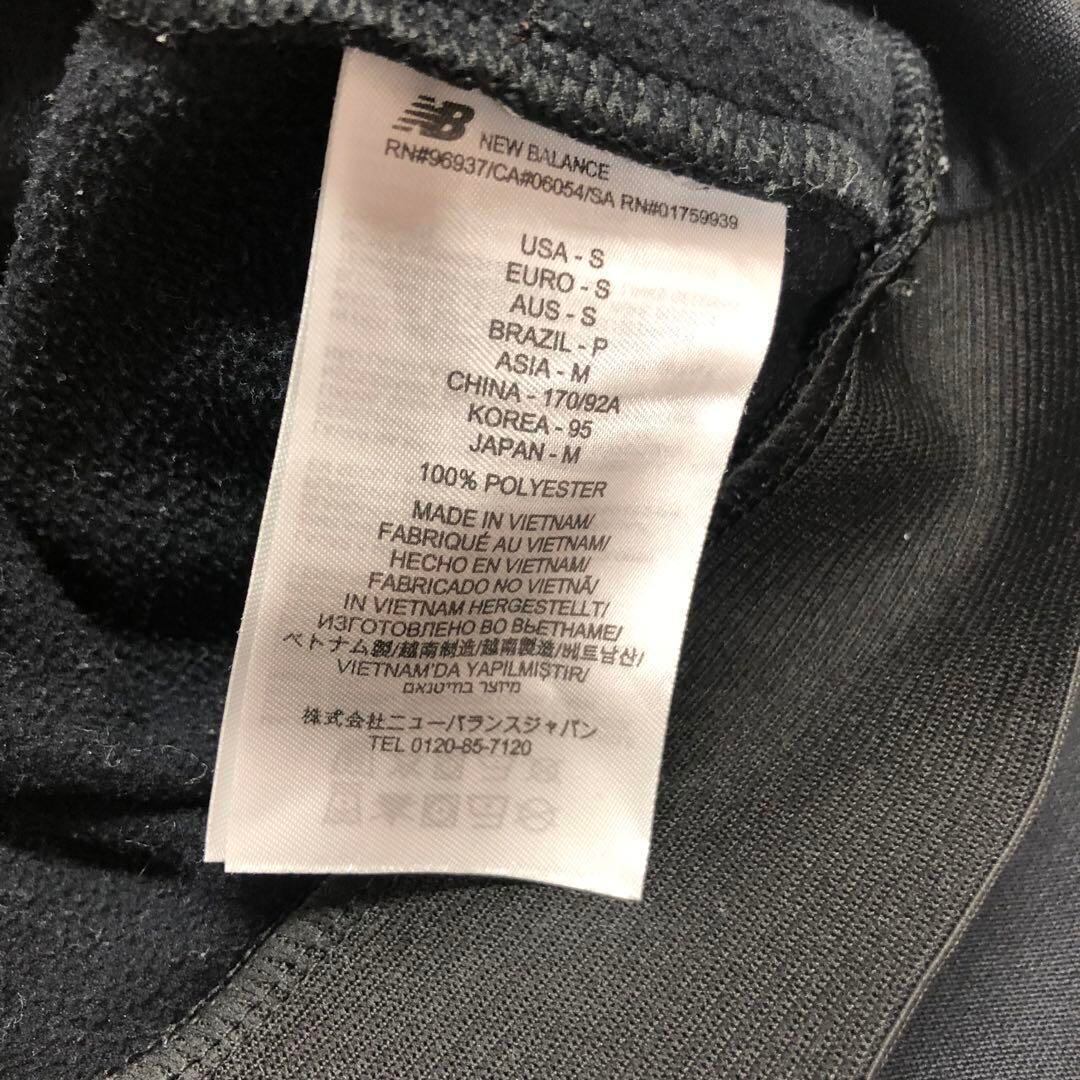 NB NEW BALANCE
RN#96937/CA#06054/SA RN#01759939
USA - S
EURO - S
AUS - S
BRAZIL - P
ASIA - M
CHINA - 170/92A
KOREA - 95
JAPAN - M
100% POLYESTER
MADE IN VIETNAM/
FABRIQUÉ AU VIETNAM/
HECHO EN VIETNAM/
FABRICADO NO VIETNÃ/
IN VIETNAM HERGESTELLT/
ИЗГОТОВЛЕНО ВО ВЬЕТНАМЕ/
ベトナム製/越南制造/越南製造/베트남산/
VIETNAM'DA YAPILMIŞTIR/
מיוצר בוויטנאם
株式会社ニューバランスジャパン
TEL 0120-85-7120